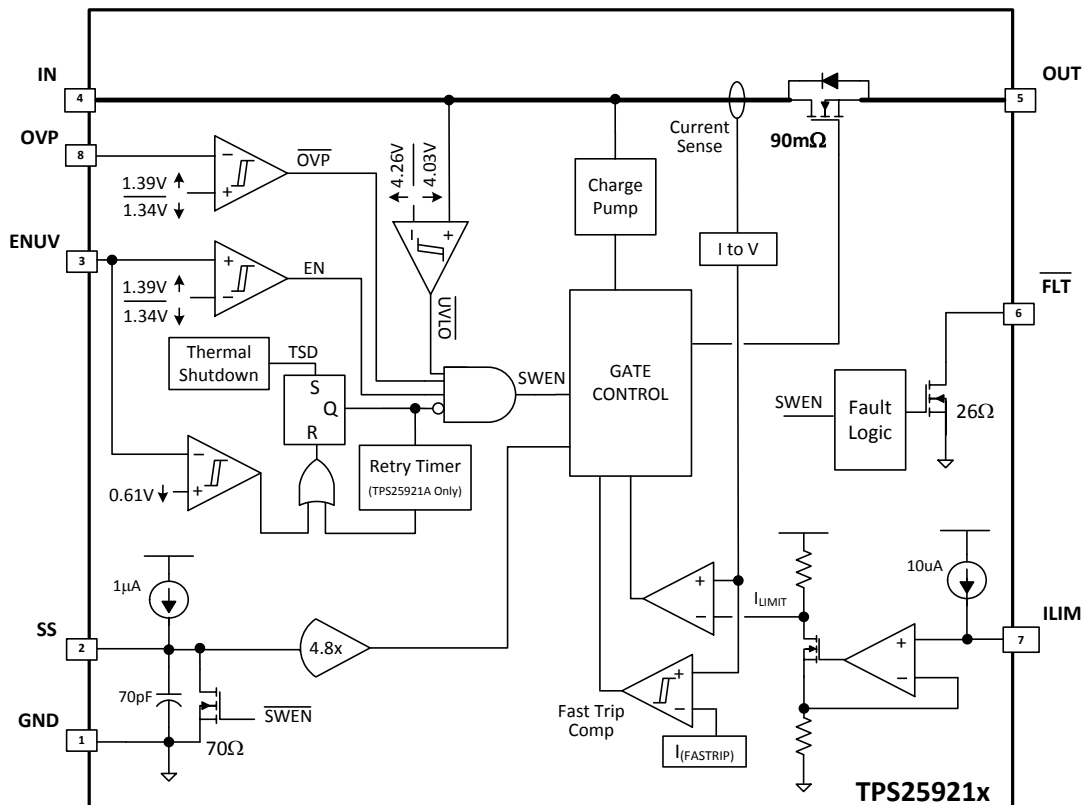 IN
4
OUT
5
OVP
8
OVP
1.39V
1.34V
4.26V
4.03V
Current
Sense
90mΩ
Charge
Pump
I to V
ENUV
3
EN
1.39V
1.34V
UVLO
FLT
6
Thermal
Shutdown
TSD
S
Q
R
SWEN
GATE
CONTROL
SWEN
Fault
Logic
26Ω
Retry Timer
(TPS25921A Only)
0.61V
1µA
10uA
ILIMIT
SS
2
4.8x
ILIM
7
70pF
SWEN
70Ω
GND
1
Fast Trip
Comp
I(FASTRIP)
TPS25921x
+
−
+
−
−
+
−
+
+
−
+
−
+
−